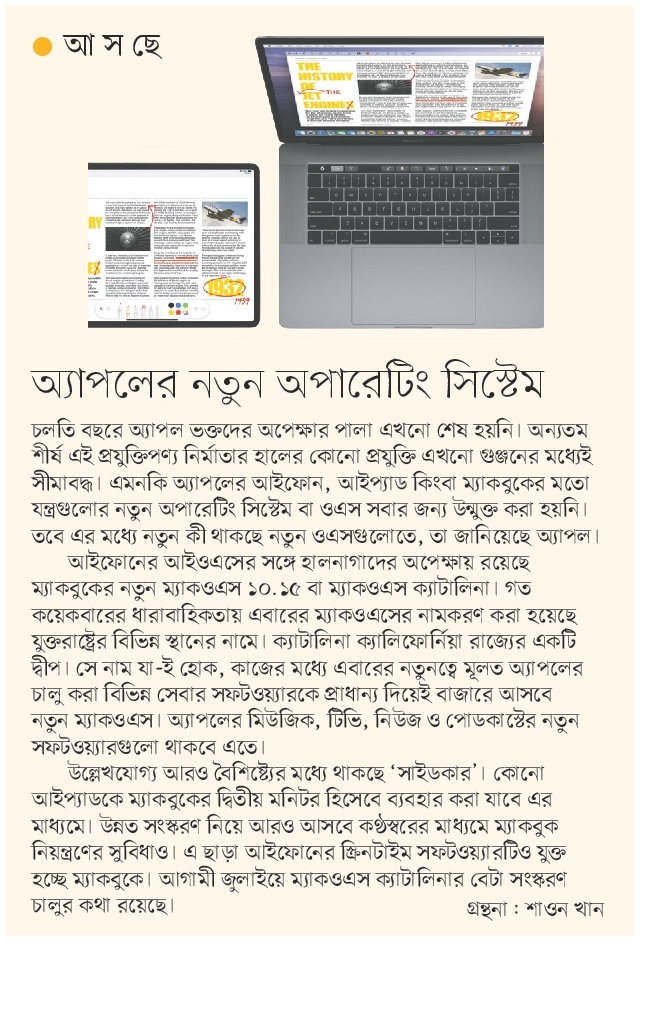 আ স ছে
THE HISTORY
OF
JET
ENGINES
THE
1937
1939
1937
1939
অ্যাপলের নতুন অপারেটিং সিস্টেম
চলতি বছরে অ্যাপল ভক্তদের অপেক্ষার পালা এখনো শেষ হয়নি। অন্যতম
শীর্ষ এই প্রযুক্তিপণ্য নির্মাতার হালের কোনো প্রযুক্তি এখনো গুঞ্জনের মধ্যেই
সীমাবদ্ধ। এমনকি অ্যাপলের আইফোন, আইপ্যাড কিংবা ম্যাকবুকের মতো
যন্ত্রগুলোর নতুন অপারেটিং সিস্টেম বা ওএস সবার জন্য উন্মুক্ত করা হয়নি।
তবে এর মধ্যে নতুন কী থাকছে নতুন ওএসগুলোতে, তা জানিয়েছে অ্যাপল।
আইফোনের আইওএসের সঙ্গে হালনাগাদের অপেক্ষায় রয়েছে
ম্যাকবুকের নতুন ম্যাকওএস ১০.১৫ বা ম্যাকওএস ক্যাটালিনা। গত
কয়েকবারের ধারাবাহিকতায় এবারের ম্যাকওএসের নামকরণ করা হয়েছে
যুক্তরাষ্ট্রের বিভিন্ন স্থানের নামে। ক্যাটালিনা ক্যালিফোর্নিয়া রাজ্যের একটি
দ্বীপ। সে নাম যা-ই হোক, কাজের মধ্যে এবারের নতুনত্বে মূলত অ্যাপলের
চালু করা বিভিন্ন সেবার সফটওয়্যারকে প্রাধান্য দিয়েই বাজারে আসবে
নতুন ম্যাকওএস। অ্যাপলের মিউজিক, টিভি, নিউজ ও পোডকাস্টের নতুন
সফটওয়্যারগুলো থাকবে এতে।
উল্লেখযোগ্য আরও বৈশিষ্ট্যের মধ্যে থাকছে ‘সাইডকার’। কোনো
আইপ্যাডকে ম্যাকবুকের দ্বিতীয় মনিটর হিসেবে ব্যবহার করা যাবে এর
মাধ্যমে। উন্নত সংস্করণ নিয়ে আরও আসবে কণ্ঠস্বরের মাধ্যমে ম্যাকবুক
নিয়ন্ত্রণের সুবিধাও। এ ছাড়া আইফোনের স্ক্রিনটাইম সফটওয়্যারটিও যুক্ত
হচ্ছে ম্যাকবুকে। আগামী জুলাইয়ে ম্যাকওএস ক্যাটালিনার বেটা সংস্করণ
চালুর কথা রয়েছে।
গ্রন্থনা : শাওন খান